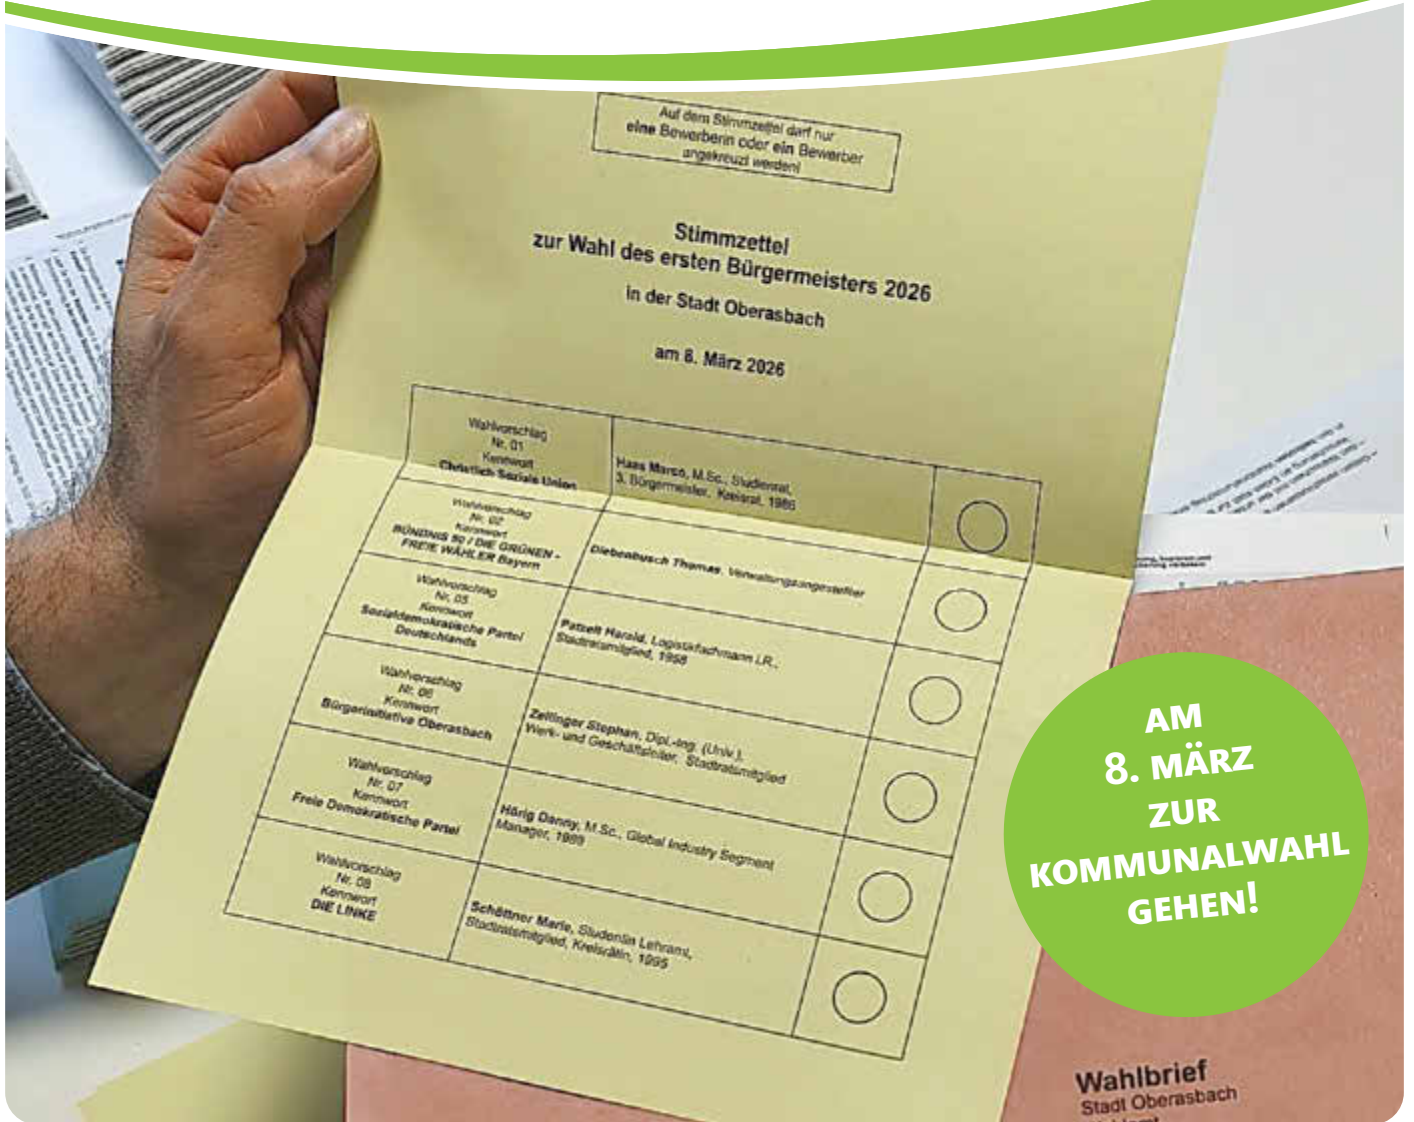 Auf dem Stimmzettel darf nur
eine Bewerberin oder ein Bewerber
angekreuzt werden!
Stimmzettel
zur Wahl des ersten Bürgermeisters 2026
in der Stadt Oberasbach
am 8. März 2026
Wahlvorschlag
Nr. 01
Kennwort
Christlich Soziale Union
Haas Marco, M.Sc., Studienrat,
3. Bürgermeister, Kreisrat, 1986
Wahlvorschlag
Nr. 02
Kennwort
BÜNDNIS 90 / DIE GRÜNEN -
FREIE WÄHLER Bayern
Diebenbusch Thomas, Verwaltungsangestellter
Wahlvorschlag
Nr. 05
Kennwort
Sozialdemokratische Partei
Deutschlands
Patzelt Harald, Logistikfachmann i.R.,
Stadtratsmitglied, 1958
Wahlvorschlag
Nr. 06
Kennwort
Bürgerinitiative Oberasbach
Zeilinger Stephan, Dipl.-Ing. (Univ.),
Werk- und Geschäftsleiter, Stadtratsmitglied
Wahlvorschlag
Nr. 07
Kennwort
Freie Demokratische Partei
Hörig Danny, M.Sc., Global Industry Segment
Manager, 1989
Wahlvorschlag
Nr. 08
Kennwort
DIE LINKE
Schöttner Marie, Studentin Lehramt,
Stadtratsmitglied, Kreisrätin, 1995
AM
8. MÄRZ
ZUR
KOMMUNALWAHL
GEHEN!
Wahlbrief
Stadt Oberasbach